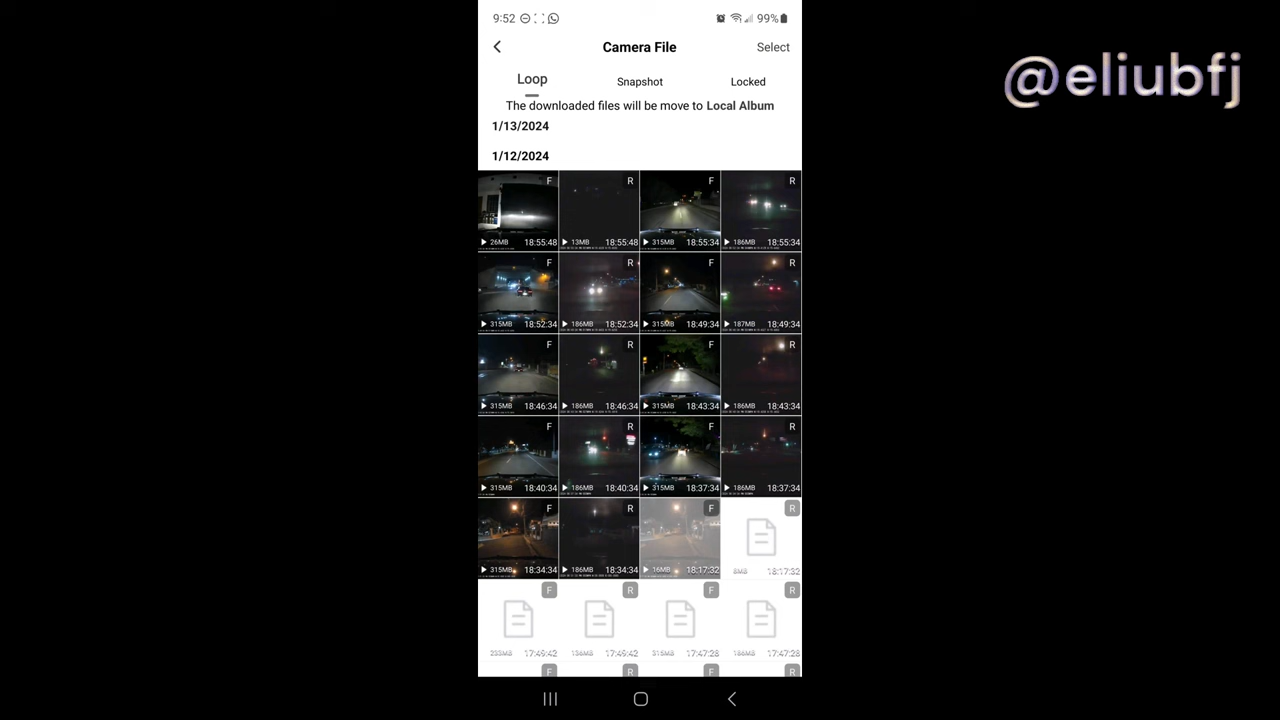 9:52 99%
@eliubfj
Camera File Select
Loop Snapshot Locked
The downloaded files will be move to Local Album
1/13/2024
1/12/2024
F R F R
26MB 18:55:48 13MB 18:55:48 315MB 18:55:34 186MB 18:55:34
F R F R
315MB 18:52:34 186MB 18:52:34 315MB 18:49:34 187MB 18:49:34
F R F R
315MB 18:46:34 186MB 18:46:34 315MB 18:43:34 186MB 18:43:34
F R F R
315MB 18:40:34 186MB 18:40:34 315MB 18:37:34 186MB 18:37:34
F R F R
315MB 18:34:34 186MB 18:34:34 16MB 18:17:32 8MB 18:17:32
F R F R
233MB 17:49:42 136MB 17:49:42 315MB 17:47:28 186MB 17:47:28
F R F R